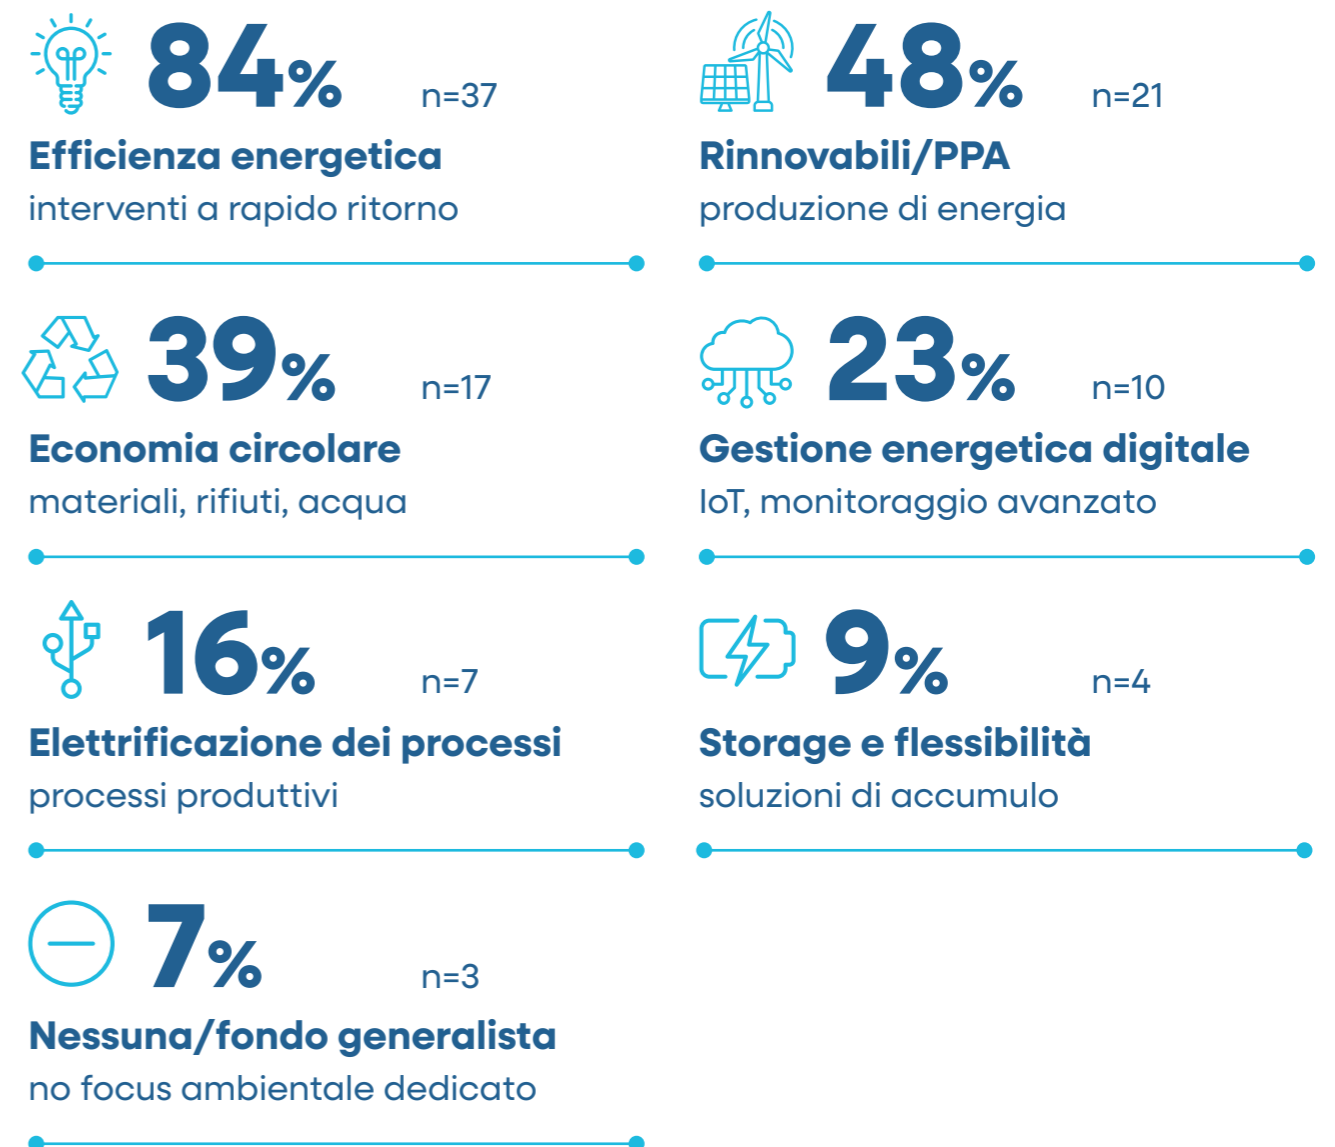 84% n=37
Efficienza energetica
interventi a rapido ritorno
48% n=21
Rinnovabili/PPA
produzione di energia
39% n=17
Economia circolare
materiali, rifiuti, acqua
23% n=10
Gestione energetica digitale
IoT, monitoraggio avanzato
16% n=7
Elettrificazione dei processi
processi produttivi
9% n=4
Storage e flessibilità
soluzioni di accumulo
7% n=3
Nessuna/fondo generalista
no focus ambientale dedicato